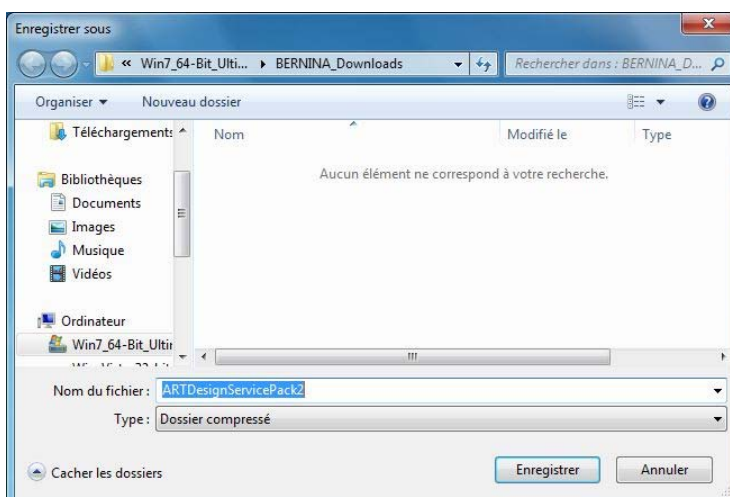 Enregistrer sous
« Win7_64-Bit_Ulti... ▸ BERNINA_Downloads
Rechercher dans : BERNINA_D...
Organiser Nouveau dossier
Téléchargements
Nom Modifié le Type
Aucun élément ne correspond à votre recherche.
Bibliothèques
Documents
Images
Musique
Vidéos
Ordinateur
Win7_64-Bit_Ultir
Nom du fichier : ARTDesignServicePack2
Type : Dossier compressé
Cacher les dossiers
Enregistrer Annuler